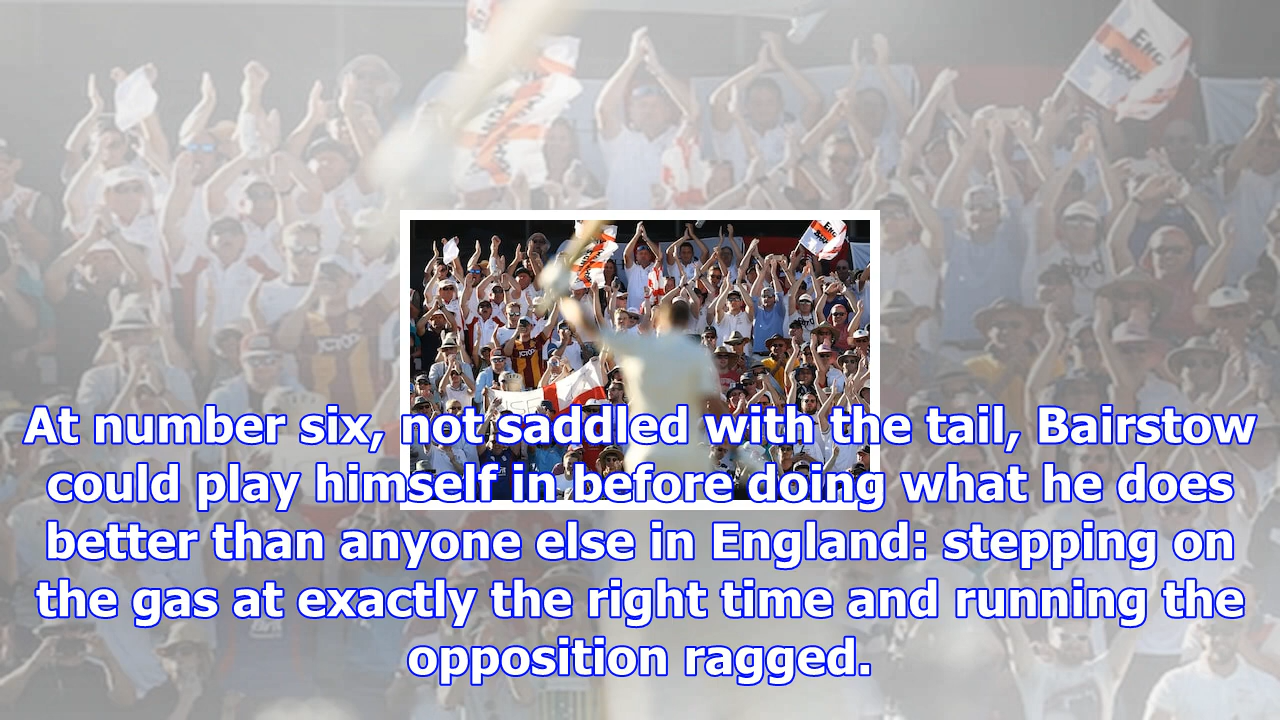 At number six, not saddled with the tail, Bairstow
could play himself in before doing what he does
better than anyone else in England: stepping on
the gas at exactly the right time and running the
opposition ragged.